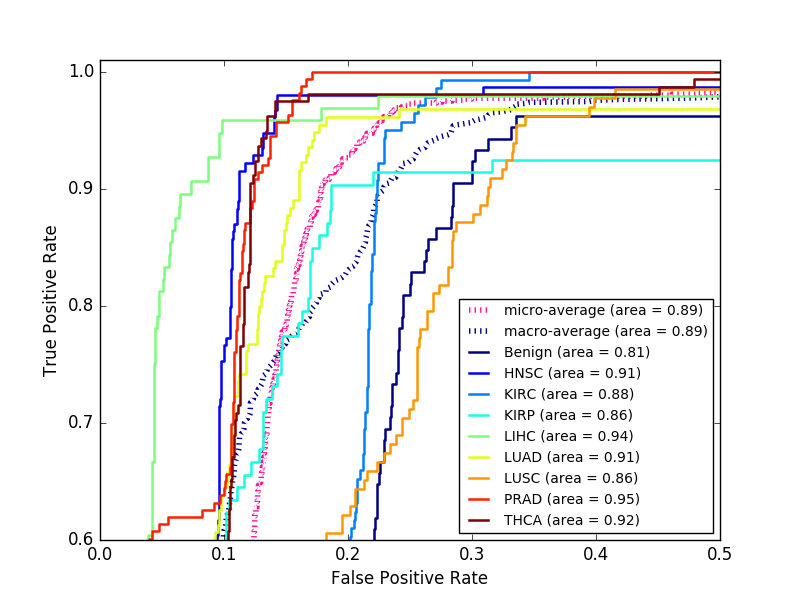 1.0
0.9
0.8
0.7
0.6
True Positive Rate
micro-average (area = 0.89)
macro-average (area = 0.89)
Benign (area = 0.81)
HNSC (area = 0.91)
KIRC (area = 0.88)
KIRP (area = 0.86)
LIHC (area = 0.94)
LUAD (area = 0.91)
LUSC (area = 0.86)
PRAD (area = 0.95)
THCA (area = 0.92)
0.0 0.1 0.2 0.3 0.4 0.5
False Positive Rate